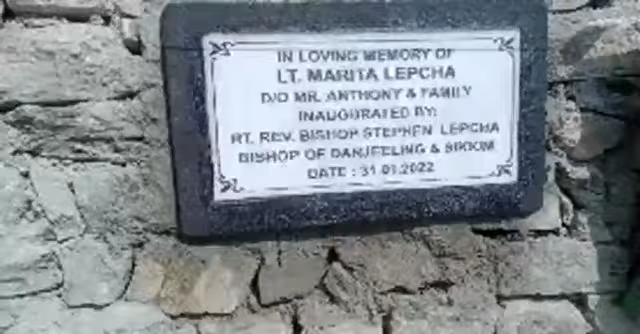 IN LOVING MEMORY OF
LT. MARITA LEPCHA
D/O MR. ANTHONY & FAMILY
INAUGURATED BY:
RT. REV. BISHOP STEPHEN LEPCHA
BISHOP OF DARJEELING & SIKKIM
DATE : 31.01.2022